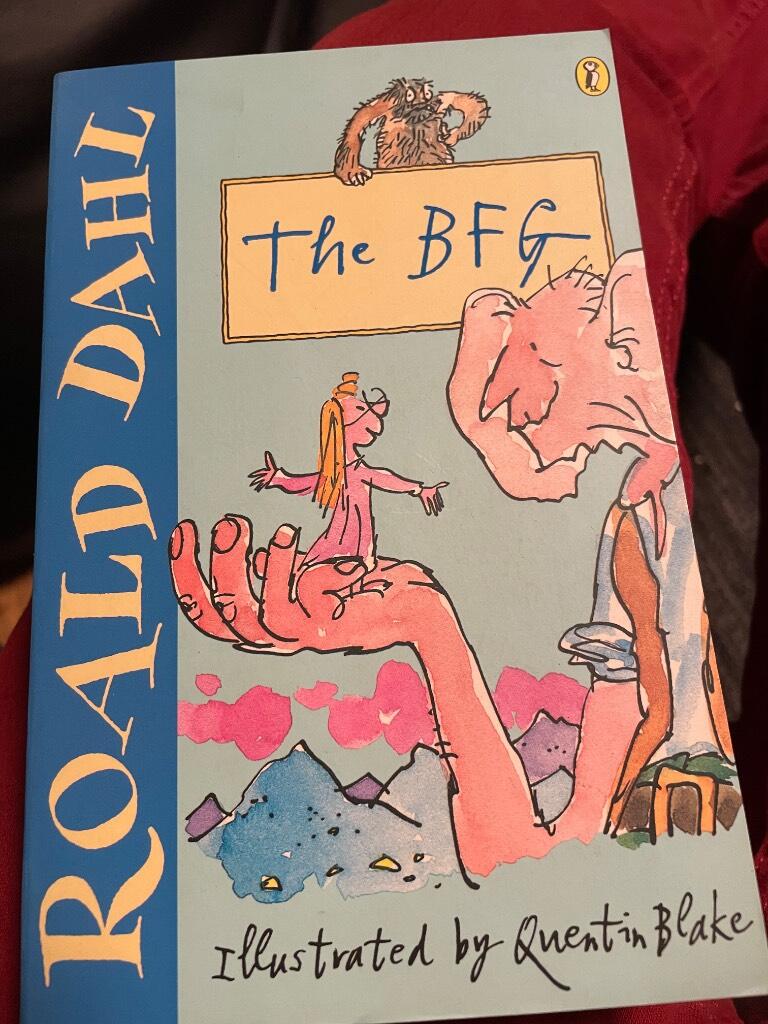 ROALD DAHL
The BFG
Illustrated by Quentin Blake